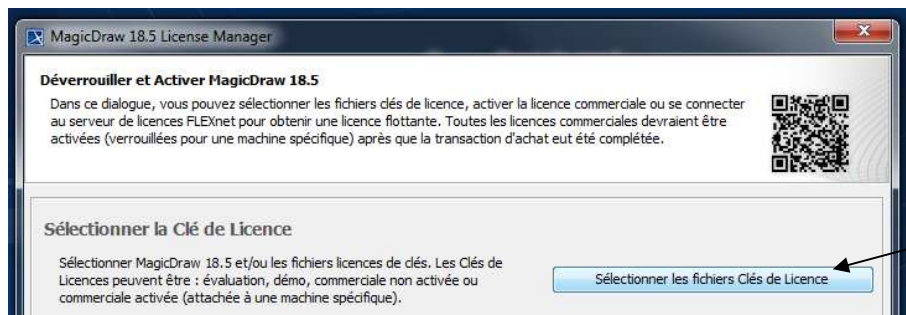 MagicDraw 18.5 License Manager
Déverrouiller et Activer MagicDraw 18.5
Dans ce dialogue, vous pouvez sélectionner les fichiers clés de licence, activer la licence commerciale ou se connecter
au serveur de licences FLEXnet pour obtenir une licence flottante. Toutes les licences commerciales devraient être
activées (verrouillées pour une machine spécifique) après que la transaction d'achat eut été complétée.
Sélectionner la Clé de Licence
Sélectionner MagicDraw 18.5 et/ou les fichiers licences de clés. Les Clés de
Licences peuvent être : évaluation, démo, commerciale non activée ou
commerciale activée (attachée à une machine spécifique).
Sélectionner les fichiers Clés de Licence